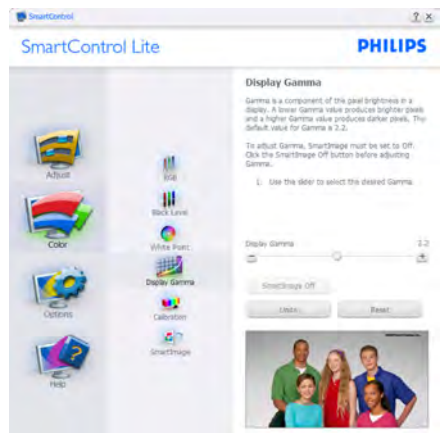 SmartControl
? ×
SmartControl Lite
PHILIPS
Display Gamma
Gamma is a component of the panel brightness in a
display. A lower Gamma value produces brighter pixels
and a higher Gamma value produces darker pixels. The
default value for Gamma is 2.2.
To adjust Gamma, SmartImage must be set to Off.
Click the SmartImage Off button before adjusting
Gamma.
1. Use the slider to select the desired Gamma.
Adjust
Color
Options
Help
RGB
Black Level
White Point
Display Gamma
Calibration
SmartImage
Display Gamma
2.2
SmartImage Off
Undo
Reset